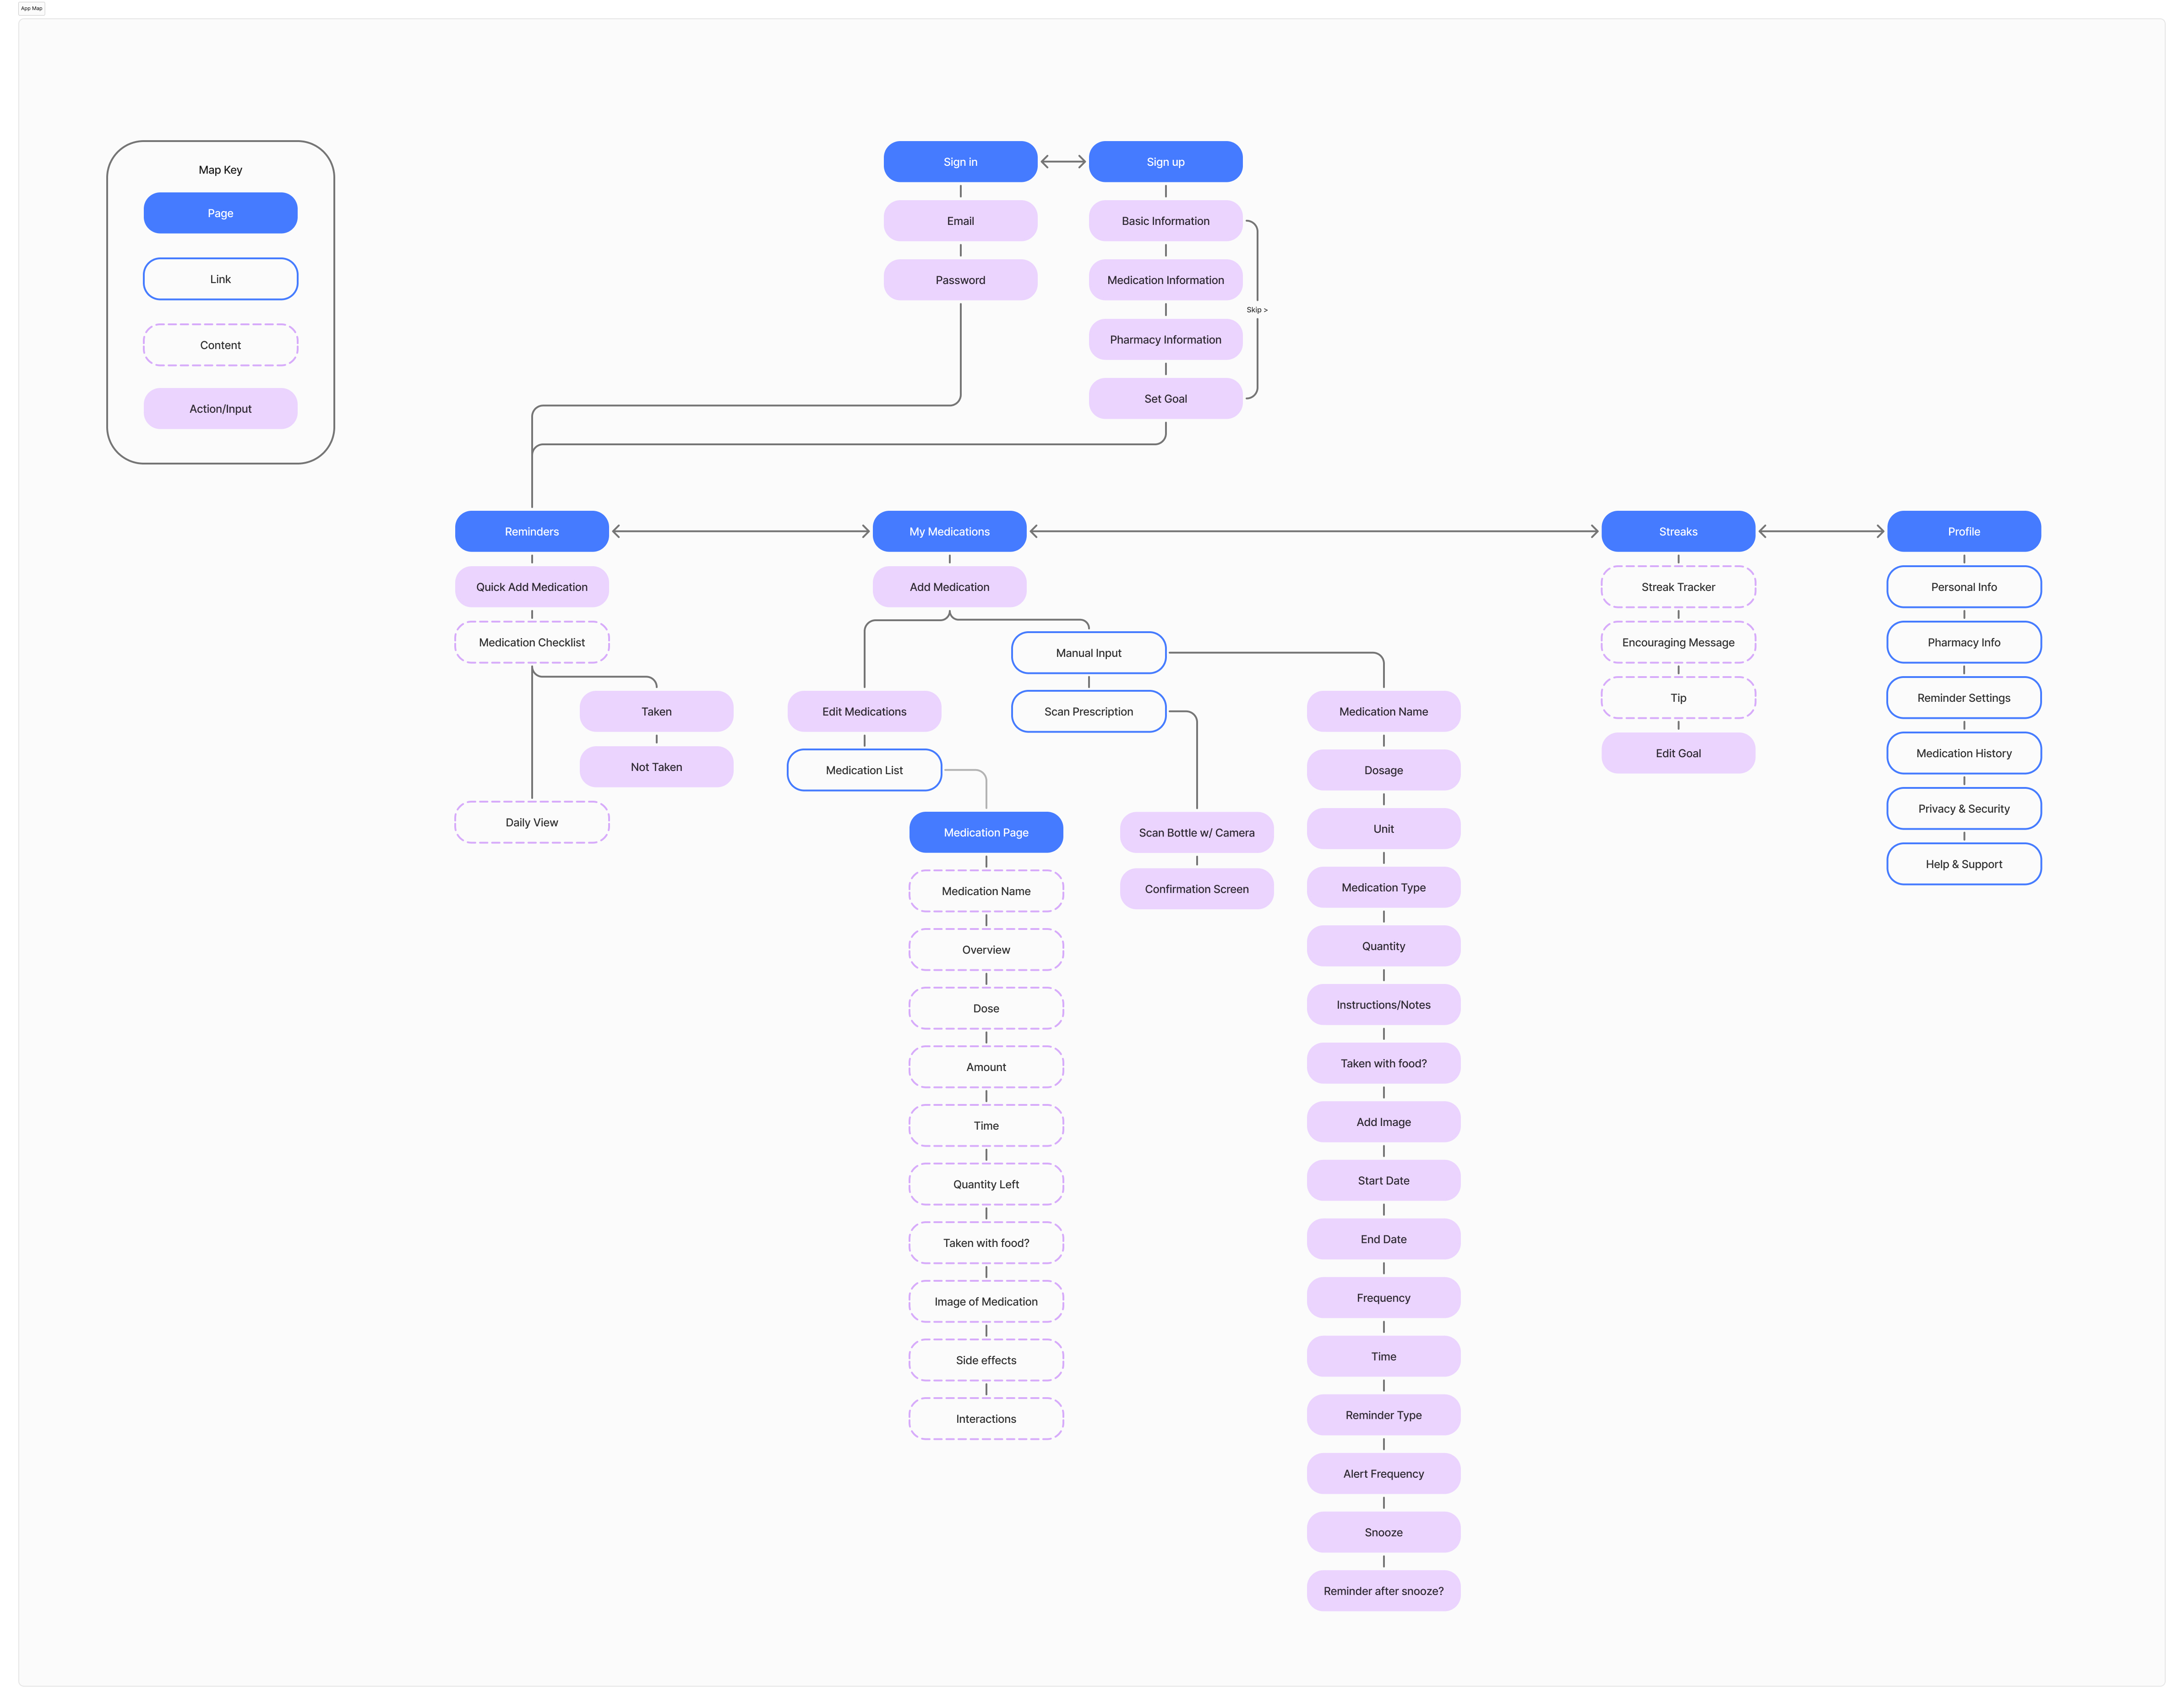 App Map
Map Key
Page
Link
Content
Action/Input
Sign in
Sign up
Email
Basic Information
Password
Medication Information
Skip >
Pharmacy Information
Set Goal
Reminders
My Medications
Streaks
Profile
Quick Add Medication
Medication Checklist
Taken
Not Taken
Daily View
Add Medication
Edit Medications
Medication List
Medication Page
Medication Name
Overview
Dose
Amount
Time
Quantity Left
Taken with food?
Image of Medication
Side effects
Interactions
Manual Input
Scan Prescription
Scan Bottle w/ Camera
Confirmation Screen
Medication Name
Dosage
Unit
Medication Type
Quantity
Instructions/Notes
Taken with food?
Add Image
Start Date
End Date
Frequency
Time
Reminder Type
Alert Frequency
Snooze
Reminder after snooze?
Streak Tracker
Encouraging Message
Tip
Edit Goal
Personal Info
Pharmacy Info
Reminder Settings
Medication History
Privacy & Security
Help & Support